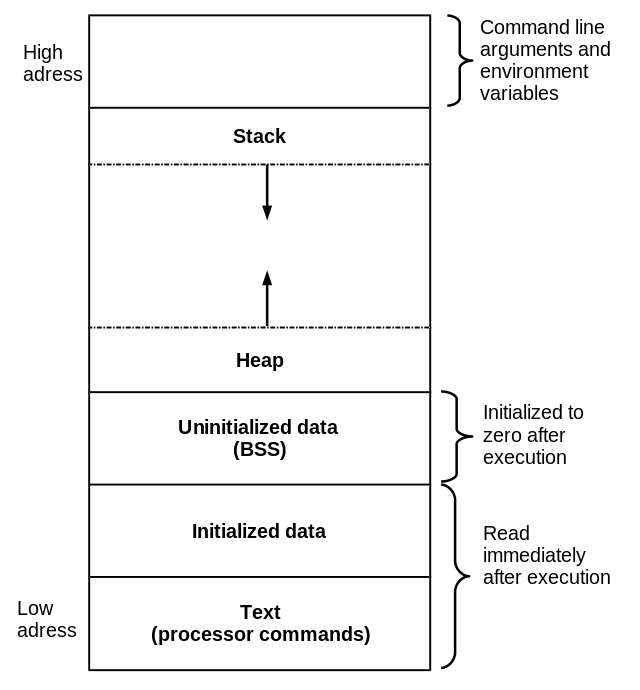 High
adress
Command line
arguments and
environment
variables
Stack
Heap
Uninitialized data
(BSS)
Initialized to
zero after
execution
Initialized data
Read
immediately
after execution
Low
adress
Text
(processor commands)